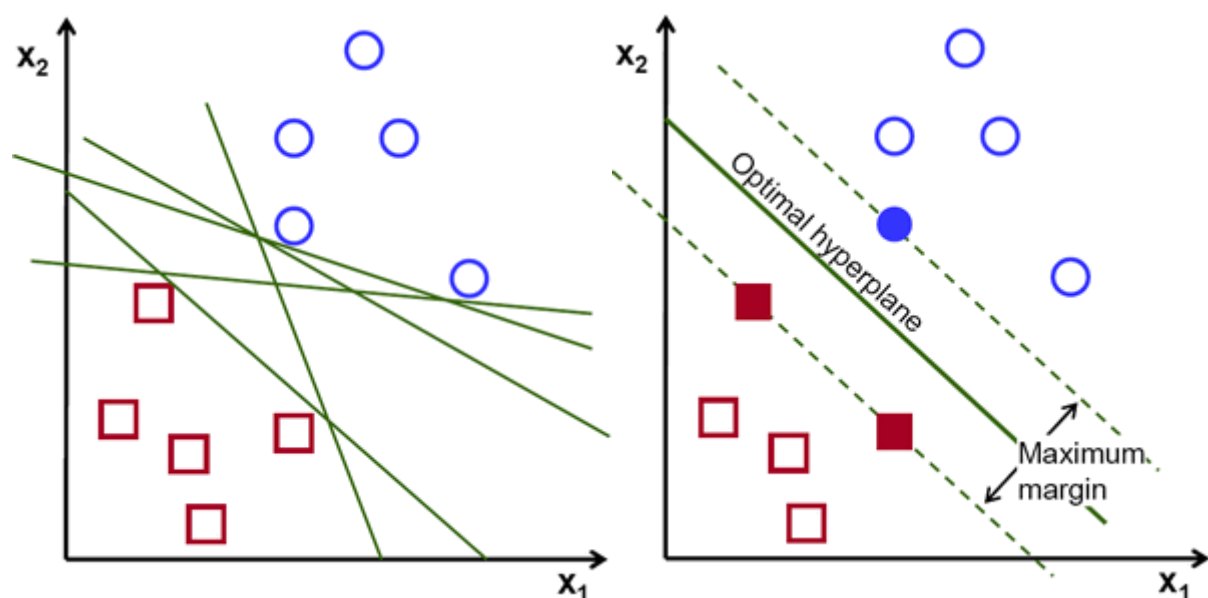 x₂
x₁
x₂
Optimal hyperplane
Maximum
margin
x₁